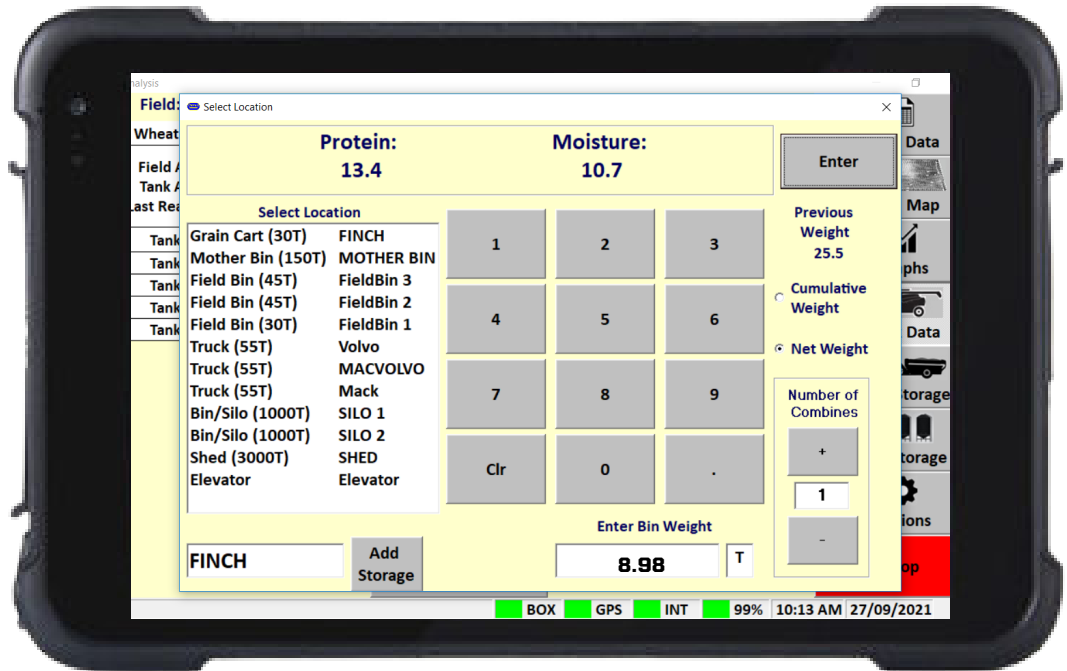 nalysis
Field:
Select Location
Wheat
Protein:
Moisture:
13.4
10.7
Enter
Data
Field A
Tank A
Last Rea
Map
Select Location
Grain Cart (30T) FINCH
Mother Bin (150T) MOTHER BIN
Field Bin (45T) FieldBin 3
Field Bin (45T) FieldBin 2
Field Bin (30T) FieldBin 1
Truck (55T) Volvo
Truck (55T) MACVOLVO
Truck (55T) Mack
Bin/Silo (1000T) SILO 1
Bin/Silo (1000T) SILO 2
Shed (3000T) SHED
Elevator Elevator
Tank
Tank
Tank
Tank
Tank
1 2 3
4 5 6
7 8 9
Clr 0 .
Previous
Weight
25.5
Cumulative
Weight
Net Weight
Number of
Combines
+
1
-
phs
Data
torage
torage
ions
op
FINCH
Add
Storage
Enter Bin Weight
8.98 T
BOX GPS INT 99% 10:13 AM 27/09/2021